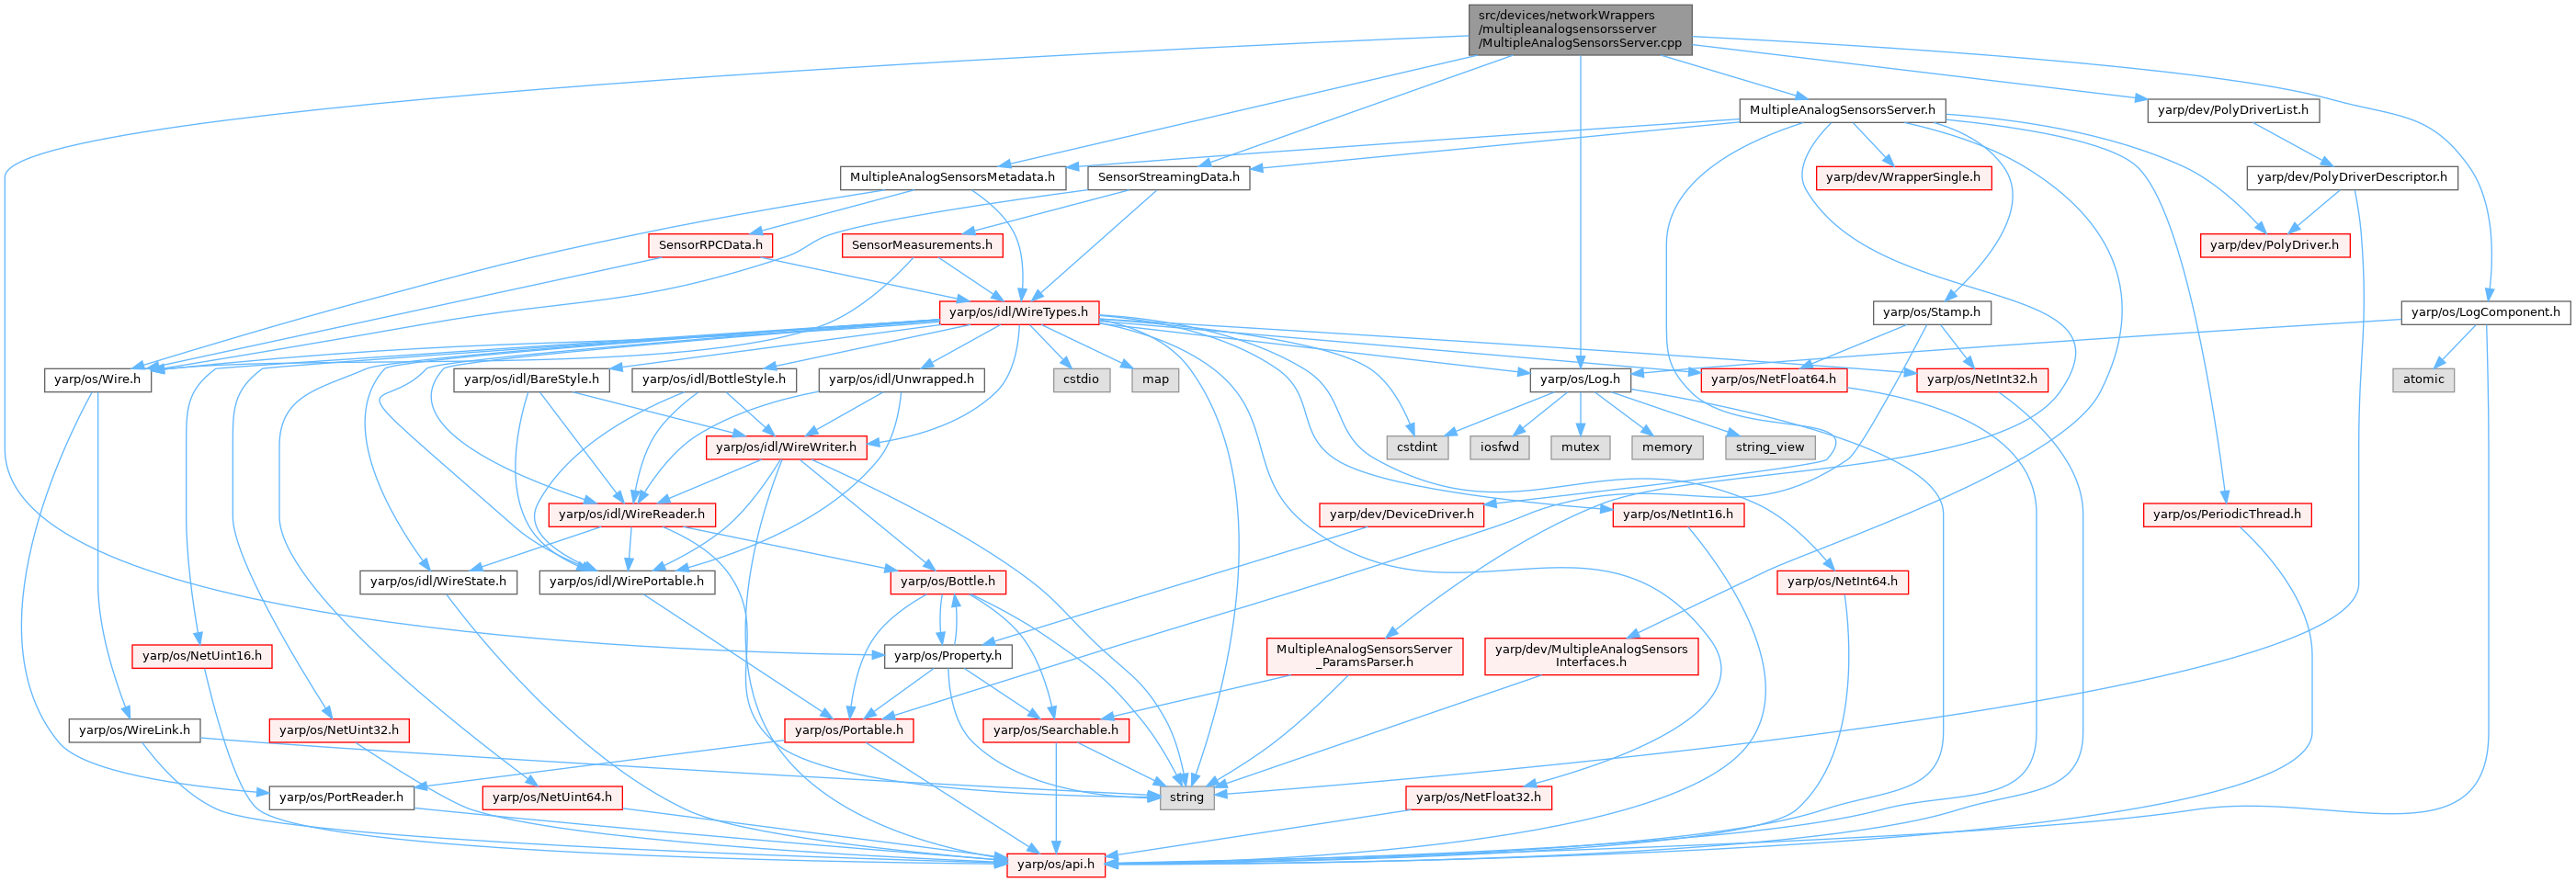 src/devices/networkWrappers
/multipleanalogsensorsserver
/MultipleAnalogSensorsServer.cpp
MultipleAnalogSensorsServer.h
yarp/dev/PolyDriverList.h
MultipleAnalogSensorsMetadata.h
SensorStreamingData.h
yarp/dev/WrapperSingle.h
yarp/dev/PolyDriverDescriptor.h
SensorRPCData.h
SensorMeasurements.h
yarp/dev/PolyDriver.h
yarp/os/idl/WireTypes.h
yarp/os/Stamp.h
yarp/os/LogComponent.h
yarp/os/Wire.h
yarp/os/idl/BareStyle.h
yarp/os/idl/BottleStyle.h
yarp/os/idl/Unwrapped.h
cstdio
map
yarp/os/Log.h
yarp/os/NetFloat64.h
yarp/os/NetInt32.h
atomic
yarp/os/idl/WireWriter.h
cstdint
iosfwd
mutex
memory
string_view
yarp/os/idl/WireReader.h
yarp/dev/DeviceDriver.h
yarp/os/NetInt16.h
yarp/os/PeriodicThread.h
yarp/os/idl/WireState.h
yarp/os/idl/WirePortable.h
yarp/os/Bottle.h
yarp/os/NetInt64.h
yarp/os/NetUint16.h
yarp/os/Property.h
MultipleAnalogSensorsServer
_ParamsParser.h
yarp/dev/MultipleAnalogSensors
Interfaces.h
yarp/os/WireLink.h
yarp/os/NetUint32.h
yarp/os/Portable.h
yarp/os/Searchable.h
yarp/os/PortReader.h
yarp/os/NetUint64.h
string
yarp/os/NetFloat32.h
yarp/os/api.h